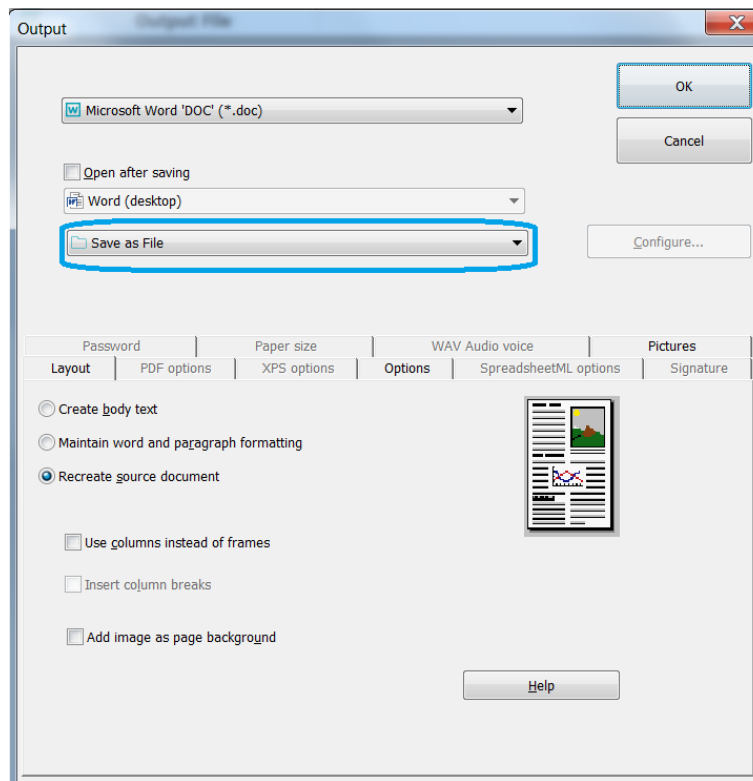 Output File
Output
Microsoft Word 'DOC' (*.doc)
OK
Cancel
Open after saving
Word (desktop)
Save as File
Configure...
Password Paper size WAV Audio voice Pictures
Layout PDF options XPS options Options SpreadsheetML options Signature
Create body text
Maintain word and paragraph formatting
Recreate source document
Use columns instead of frames
Insert column breaks
Add image as page background
Help